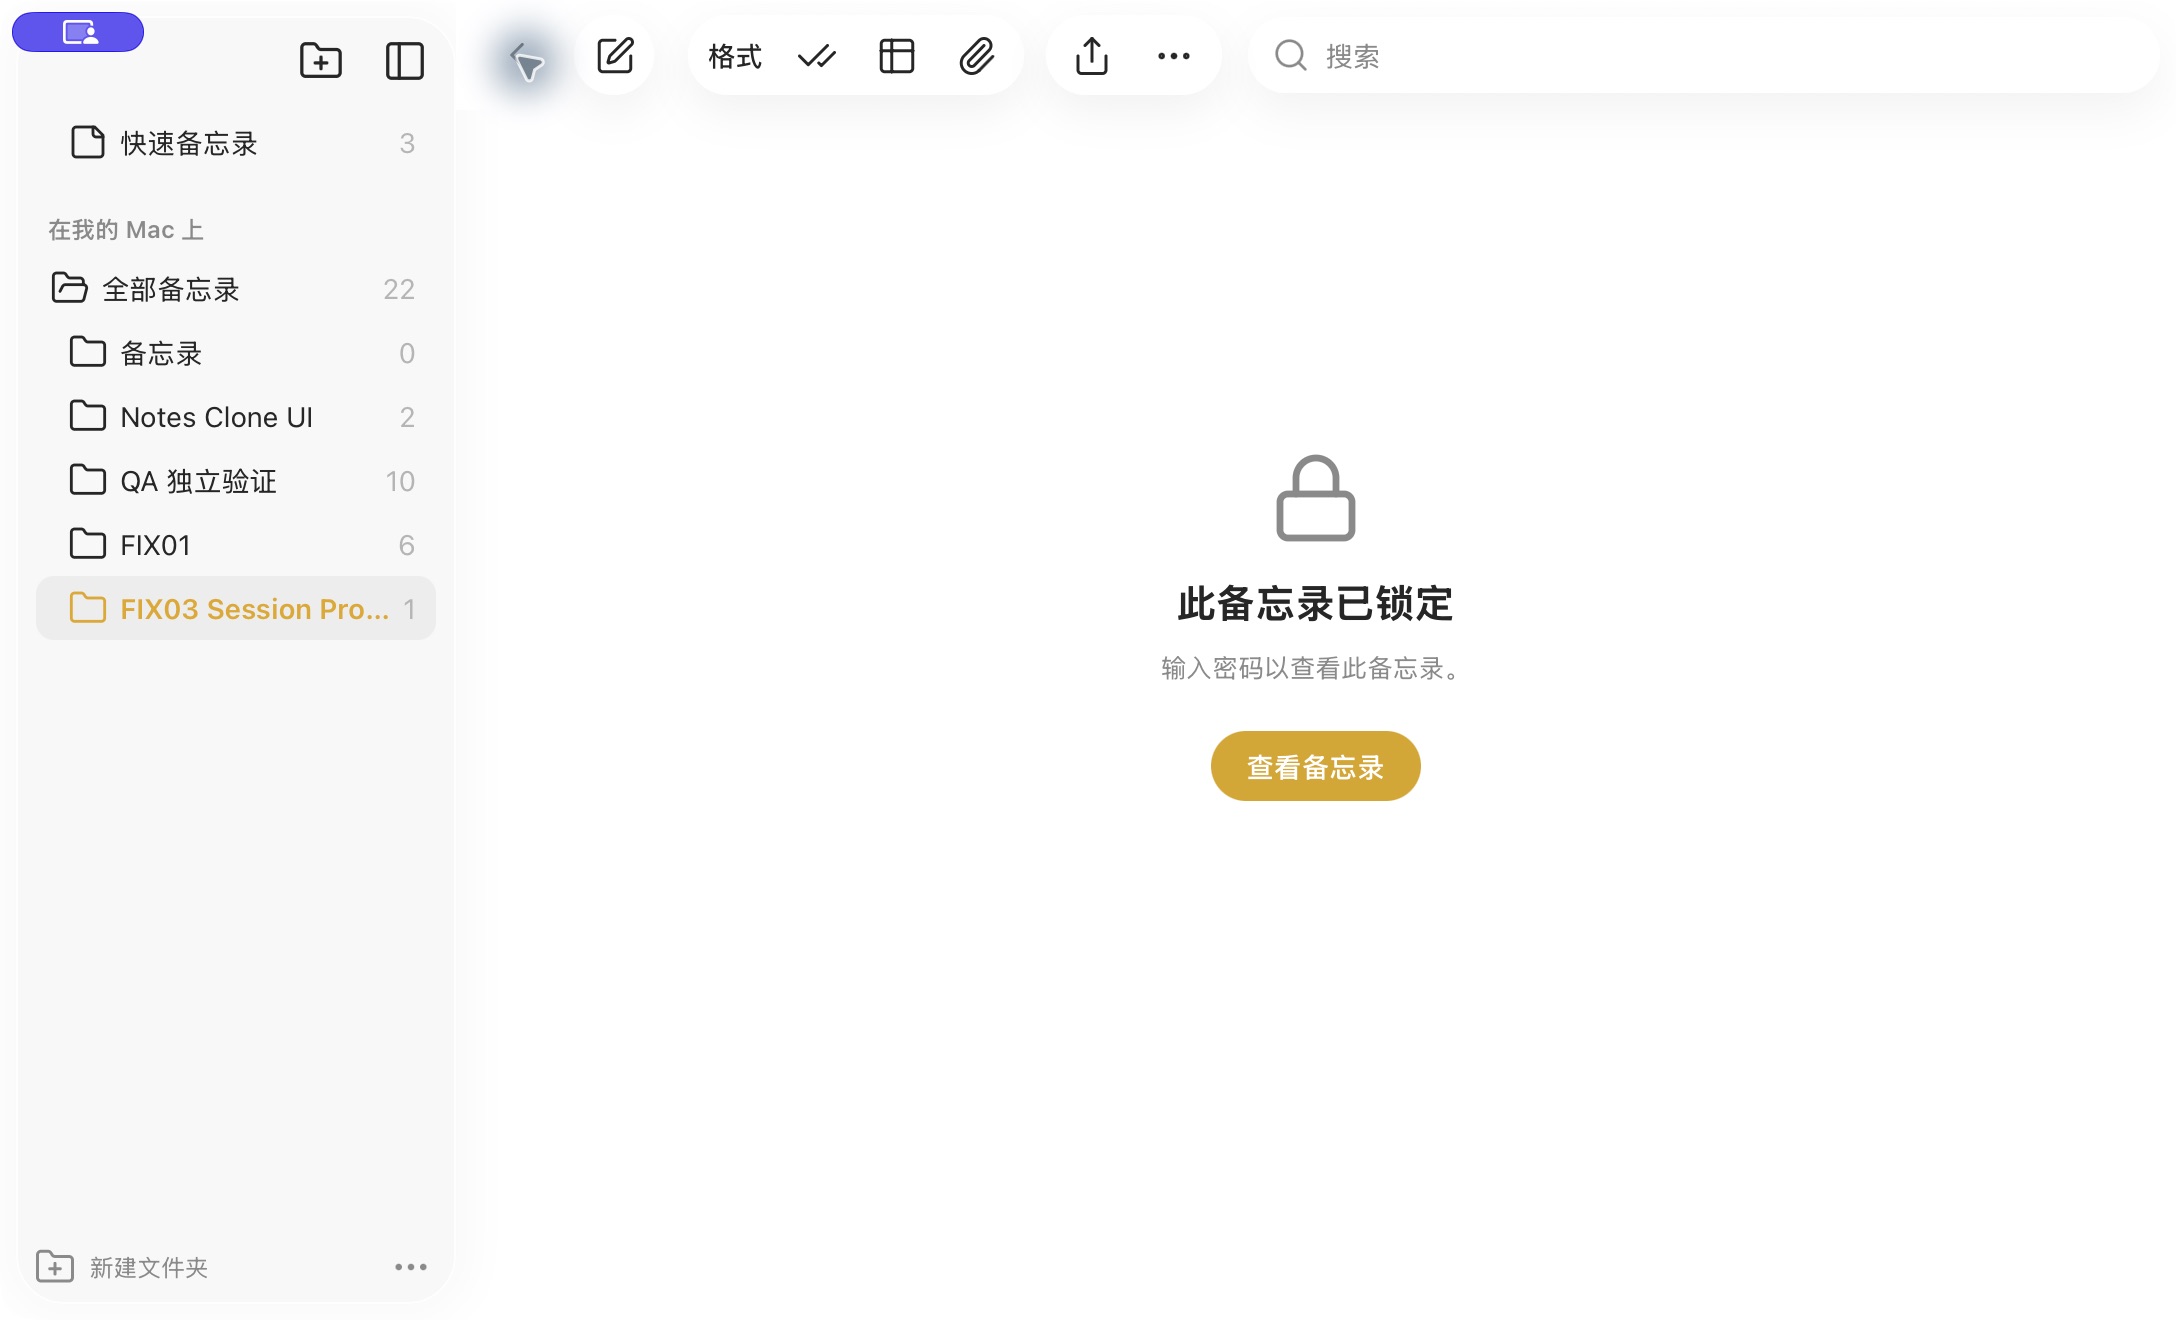 格式
搜索
快速备忘录 3
在我的 Mac 上
全部备忘录 22
备忘录 0
Notes Clone UI 2
QA 独立验证 10
FIX01 6
FIX03 Session Pro... 1
新建文件夹
此备忘录已锁定
输入密码以查看此备忘录。
查看备忘录